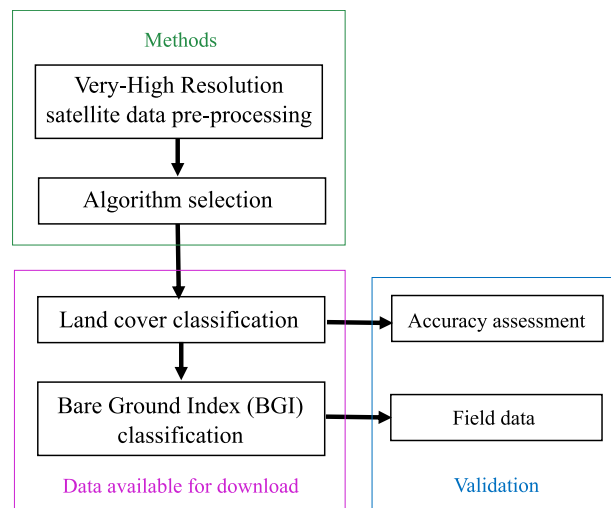 Methods
Very-High Resolution
satellite data pre-processing
Algorithm selection
Land cover classification
Accuracy assessment
Bare Ground Index (BGI)
classification
Field data
Data available for download
Validation